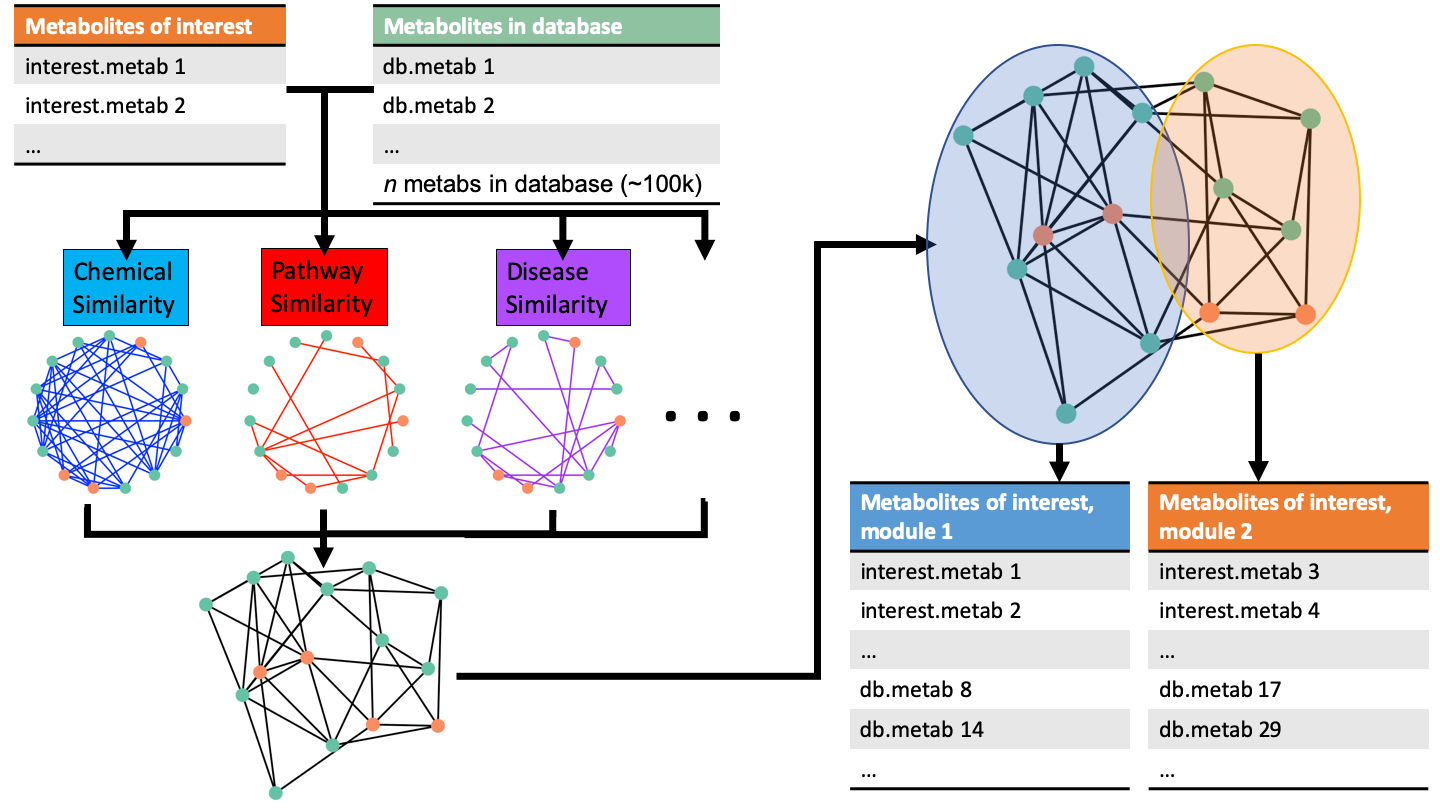 Metabolites of interest
interest.metab 1
interest.metab 2
...
Metabolites in database
db.metab 1
db.metab 2
...
n metabs in database (~100k)
Chemical
Similarity
Pathway
Similarity
Disease
Similarity
...
Metabolites of interest,
module 1
interest.metab 1
interest.metab 2
...
db.metab 8
db.metab 14
...
Metabolites of interest,
module 2
interest.metab 3
interest.metab 4
...
db.metab 17
db.metab 29
...